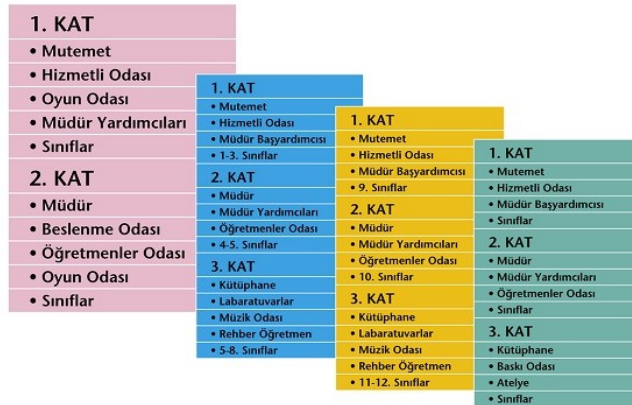 1. KAT
• Mutemet
• Hizmetli Odası
• Oyun Odası
• Müdür Yardımcıları
• Sınıflar
2. KAT
• Müdür
• Beslenme Odası
• Öğretmenler Odası
• Oyun Odası
• Sınıflar
1. KAT
• Mutemet
• Hizmetli Odası
• Müdür Başyardımcısı
• 1-3. Sınıflar
2. KAT
• Müdür
• Müdür Yardımcıları
• Öğretmenler Odası
• 4-5. Sınıflar
3. KAT
• Kütüphane
• Labaratuvarlar
• Müzik Odası
• Rehber Öğretmen
• 5-8. Sınıflar
1. KAT
• Mutemet
• Hizmetli Odası
• Müdür Başyardımcısı
• 9. Sınıflar
2. KAT
• Müdür
• Müdür Yardımcıları
• Öğretmenler Odası
• 10. Sınıflar
3. KAT
• Kütüphane
• Labaratuvarlar
• Müzik Odası
• Rehber Öğretmen
• 11-12. Sınıflar
1. KAT
• Mutemet
• Hizmetli Odası
• Müdür Başyardımcısı
• Sınıflar
2. KAT
• Müdür
• Müdür Yardımcıları
• Öğretmenler Odası
• Sınıflar
3. KAT
• Kütüphane
• Baskı Odası
• Atelye
• Sınıflar